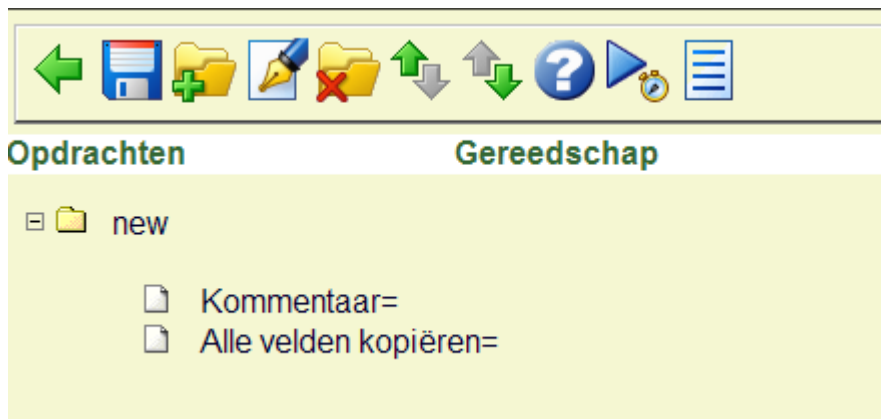 Opdrachten Gereedschap
new
Kommentaar=
Alle velden kopiëren=